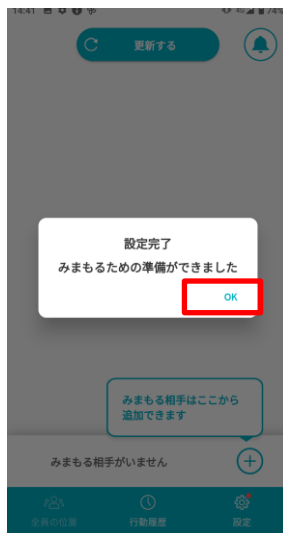 14:41
74%
更新する
設定完了
みまもるための準備ができました
OK
みまもる相手はここから
追加できます
みまもる相手がいません
全員の位置
行動履歴
設定